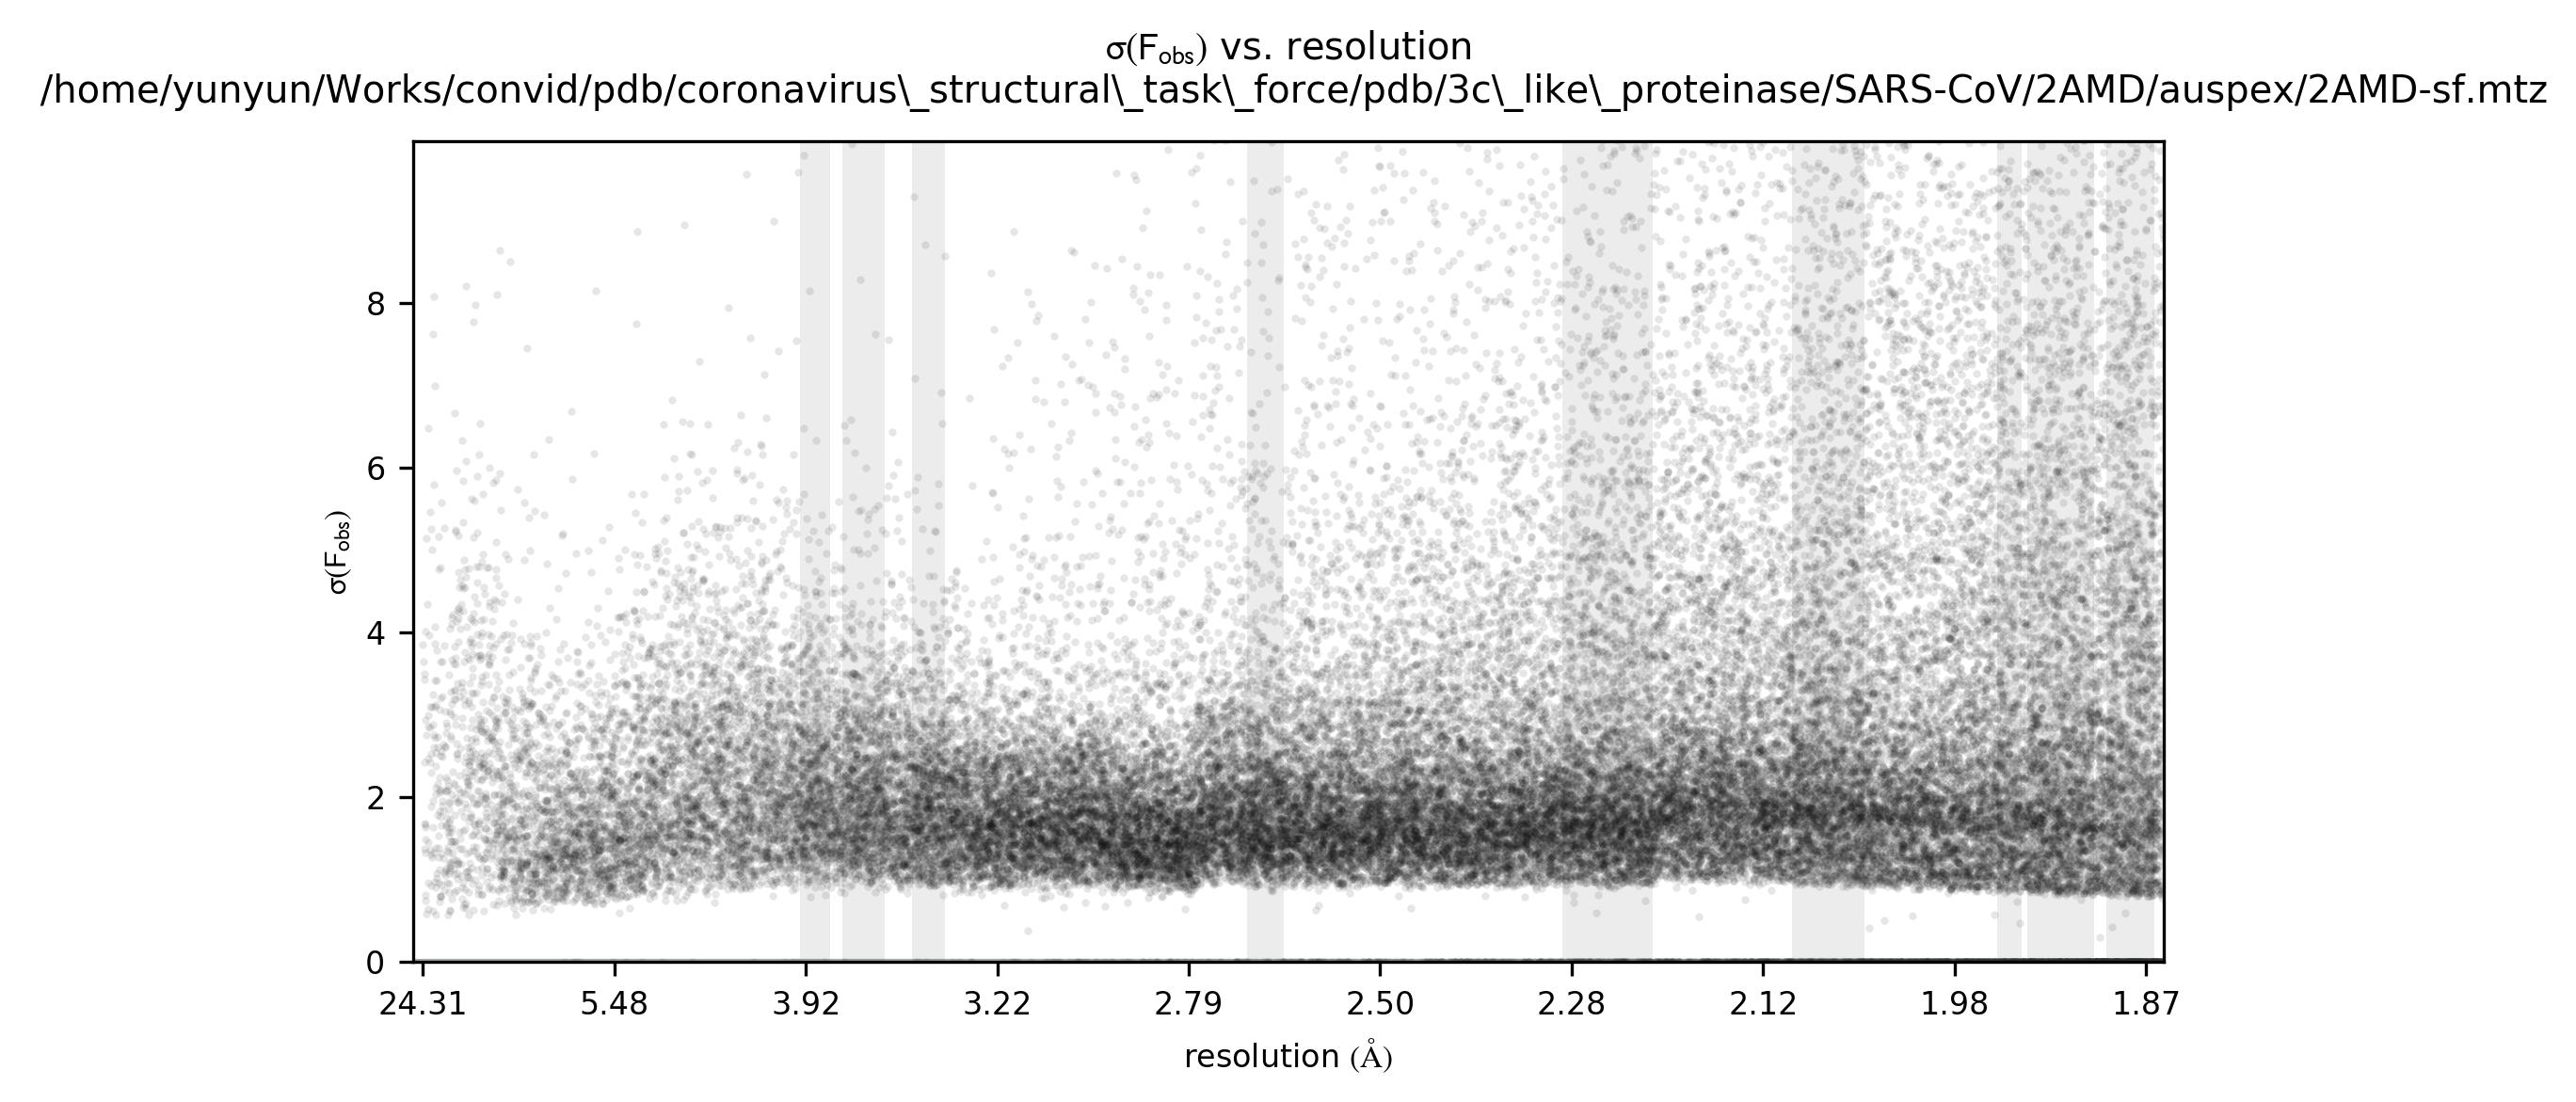 σ(Fobs) vs. resolution
/home/yunyun/Works/convid/pdb/coronavirus\_structural\_task\_force/pdb/3c\_like\_proteinase/SARS-CoV/2AMD/auspex/2AMD-sf.mtz
8
6
σ(Fobs)
4
2
0
24.31 5.48 3.92 3.22 2.79 2.50 2.28 2.12 1.98 1.87
resolution (Å)